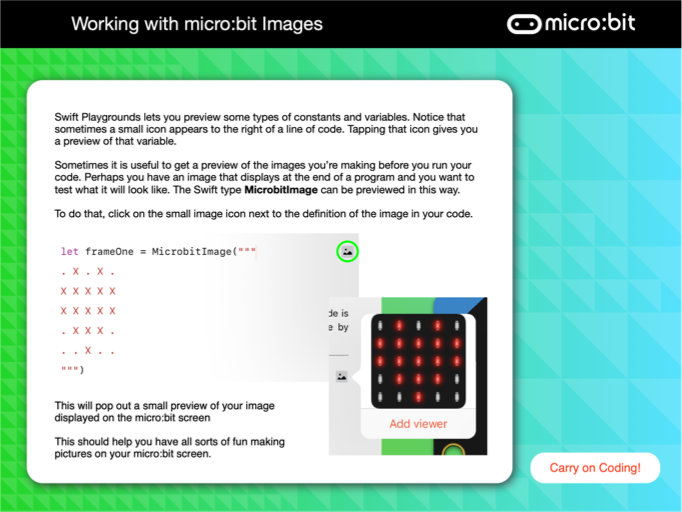 Working with micro:bit Images
micro:bit
Swift Playgrounds lets you preview some types of constants and variables. Notice that
sometimes a small icon appears to the right of a line of code. Tapping that icon gives you
a preview of that variable.
Sometimes it is useful to get a preview of the images you’re making before you run your
code. Perhaps you have an image that displays at the end of a program and you want to
test what it will look like. The Swift type MicrobitImage can be previewed in this way.
To do that, click on the small image icon next to the definition of the image in your code.
let frameOne = MicrobitImage("""
. X . X .
X X X X X
X X X X X
. X X X .
. . X . .
""")
de is
e by
Add viewer
This will pop out a small preview of your image
displayed on the micro:bit screen
This should help you have all sorts of fun making
pictures on your micro:bit screen.
Carry on Coding!